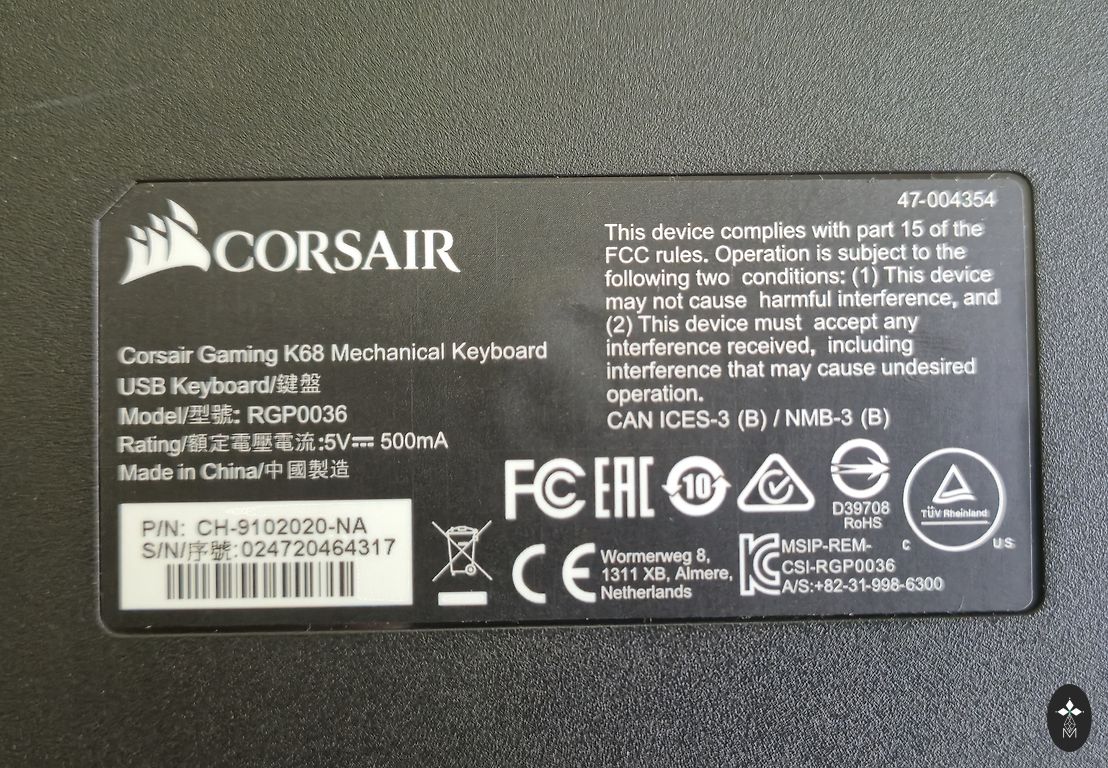 47-004354
CORSAIR
Corsair Gaming K68 Mechanical Keyboard
USB Keyboard/鍵盤
Model/型號: RGP0036
Rating/額定電壓電流:5V⎓ 500mA
Made in China/中國製造
P/N: CH-9102020-NA
S/N/序號:024720464317
This device complies with part 15 of the
FCC rules. Operation is subject to the
following two conditions: (1) This device
may not cause harmful interference, and
(2) This device must accept any
interference received, including
interference that may cause undesired
operation.
CAN ICES-3 (B) / NMB-3 (B)
FC
EAC
10
D39708
RoHS
TÜV Rheinland
C US
CE
Wormerweg 8,
1311 XB, Almere,
Netherlands
MSIP-REM-
CSI-RGP0036
A/S:+82-31-998-6300
M